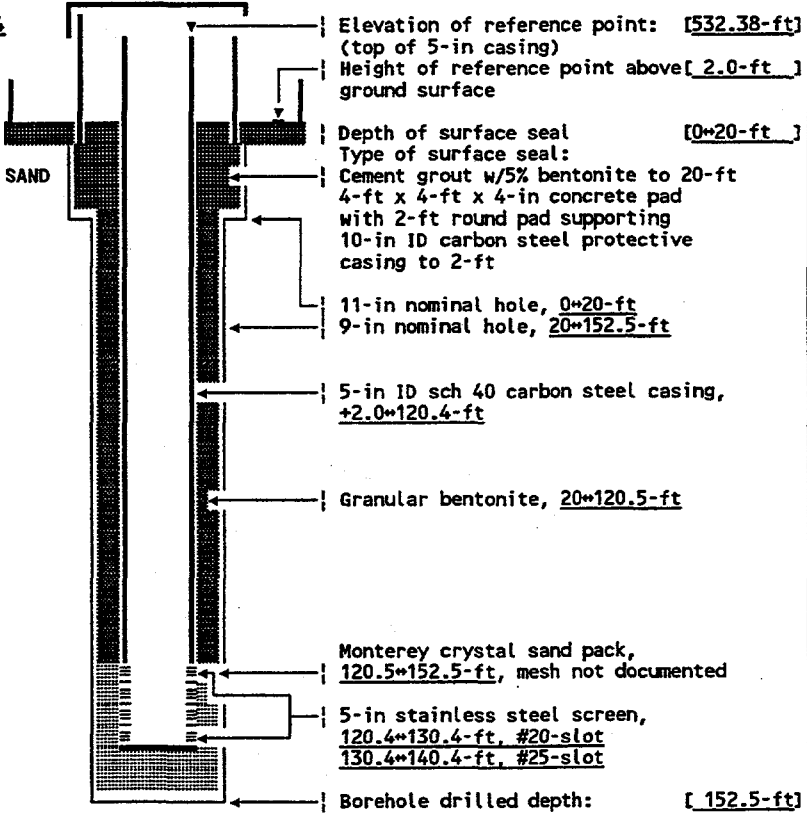 Elevation of reference point: [532.38-ft]
(top of 5-in casing)
Height of reference point above[ 2.0-ft ]
ground surface
Depth of surface seal [0↔20-ft ]
Type of surface seal:
SAND
Cement grout w/5% bentonite to 20-ft
4-ft x 4-ft x 4-in concrete pad
with 2-ft round pad supporting
10-in ID carbon steel protective
casing to 2-ft
11-in nominal hole, 0↔20-ft
9-in nominal hole, 20↔152.5-ft
5-in ID sch 40 carbon steel casing,
+2.0↔120.4-ft
Granular bentonite, 20↔120.5-ft
Monterey crystal sand pack,
120.5↔152.5-ft, mesh not documented
5-in stainless steel screen,
120.4↔130.4-ft, #20-slot
130.4↔140.4-ft, #25-slot
Borehole drilled depth: [ 152.5-ft]